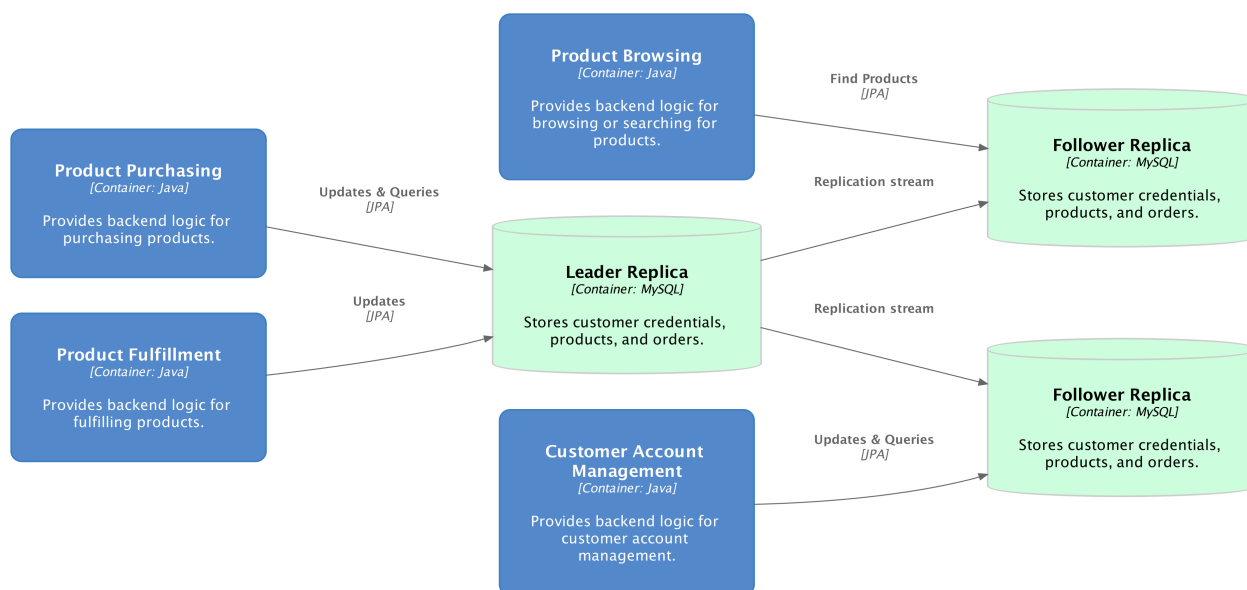 Product Browsing
[Container: Java]
Provides backend logic for
browsing or searching for
products.
Find Products
[JPA]
Follower Replica
[Container: MySQL]
Stores customer credentials,
products, and orders.
Product Purchasing
[Container: Java]
Provides backend logic for
purchasing products.
Updates & Queries
[JPA]
Replication stream
Leader Replica
[Container: MySQL]
Stores customer credentials,
products, and orders.
Updates
[JPA]
Replication stream
Product Fulfillment
[Container: Java]
Provides backend logic for
fulfilling products.
Follower Replica
[Container: MySQL]
Stores customer credentials,
products, and orders.
Customer Account
Management
[Container: Java]
Provides backend logic for
customer account
management.
Updates & Queries
[JPA]